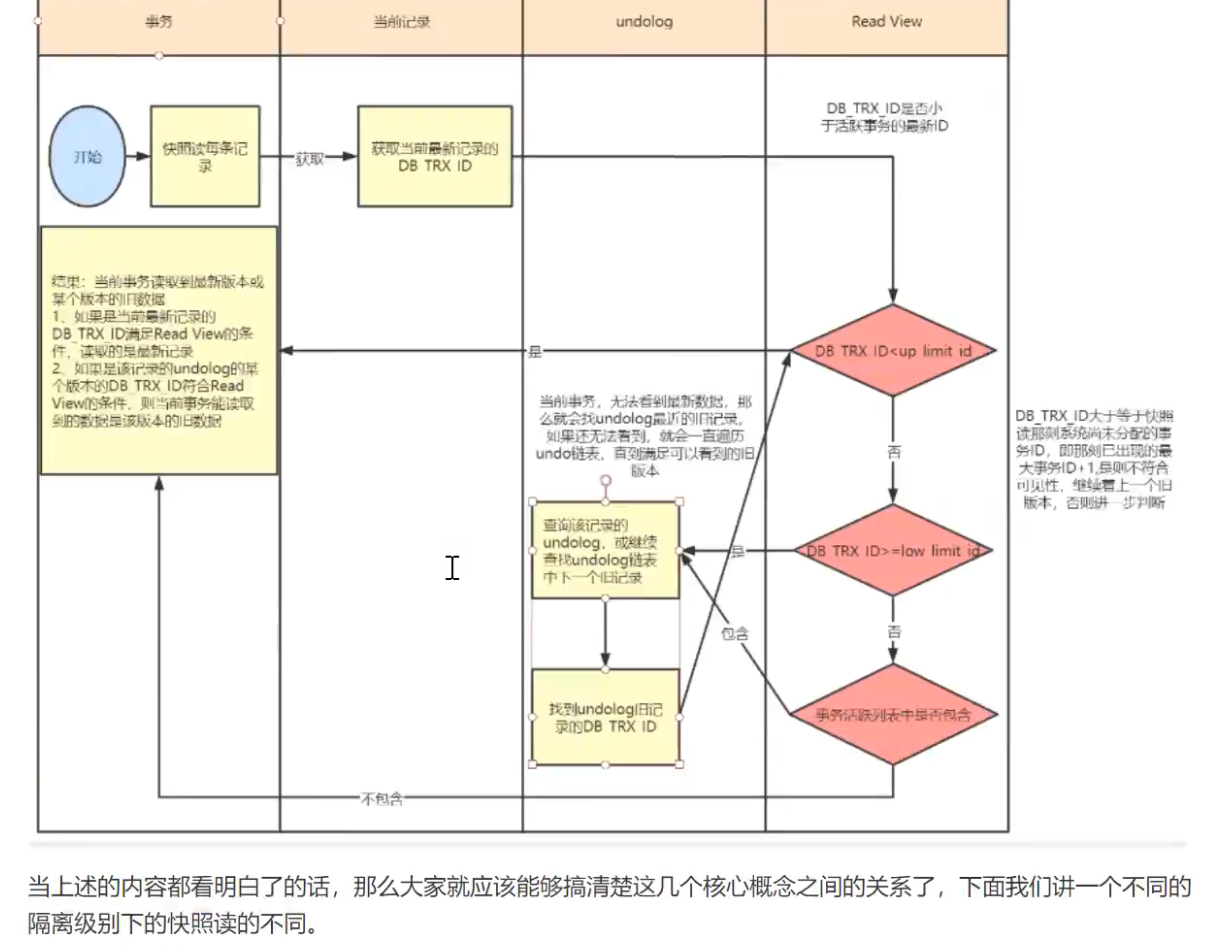 事务
当前记录
undolog
Read View
DB_TRX_ID是否小
于活跃事务的最新ID
开始
快照读每条记
录
获取
获取当前最新记录的
DB TRX ID
结果：当前事务读取到最新版本或
某个版本的旧数据
1、如果是当前最新记录的
DB_TRX_ID满足Read View的条
件，读取的是最新记录
2、如果是该记录的undolog的某
个版本的DB TRX ID符合Read
View的条件，则当前事务能读取
到的数据是该版本的旧数据
是
DB TRX ID<up limit id
当前事务，无法看到最新数据，那
么就会找undolog最近的旧记录，
如果还无法看到，就会一直遍历
undo链表，直到满足可以看到的旧
版本
否
DB_TRX_ID大于等于快照
读那刻系统尚未分配的事
务ID，即那刻已出现的最
大事务ID+1,是则不符合
可见性，继续看上一个旧
版本，否则进一步判断
查询该记录的
undolog，或继续
查找undolog链表
中下一个旧记录
是
DB TRX ID>=low limit id
包含
否
找到undolog旧记
录的DB TRX ID
事务活跃列表中是否包含
不包含
当上述的内容都看明白了的话，那么大家就应该能够搞清楚这几个核心概念之间的关系了，下面我们讲一个不同的
隔离级别下的快照读的不同。